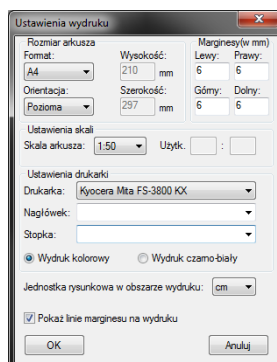 Ustawienia wydruku
Rozmiar arkusza
Format: Wysokość:
A4 210 mm
Orientacja: Szerokość:
Pozioma 297 mm
Marginesy(w mm)
Lewy: Prawy:
6 6
Górny: Dolny:
6 6
Ustawienia skali
Skala arkusza: 1:50 Użytk. :
Ustawienia drukarki
Drukarka: Kyocera Mita FS-3800 KX
Nagłówek:
Stopka:
Wydruk kolorowy Wydruk czarno-biały
Jednostka rysunkowa w obszarze wydruku: cm
Pokaż linie marginesu na wydruku
OK Anuluj